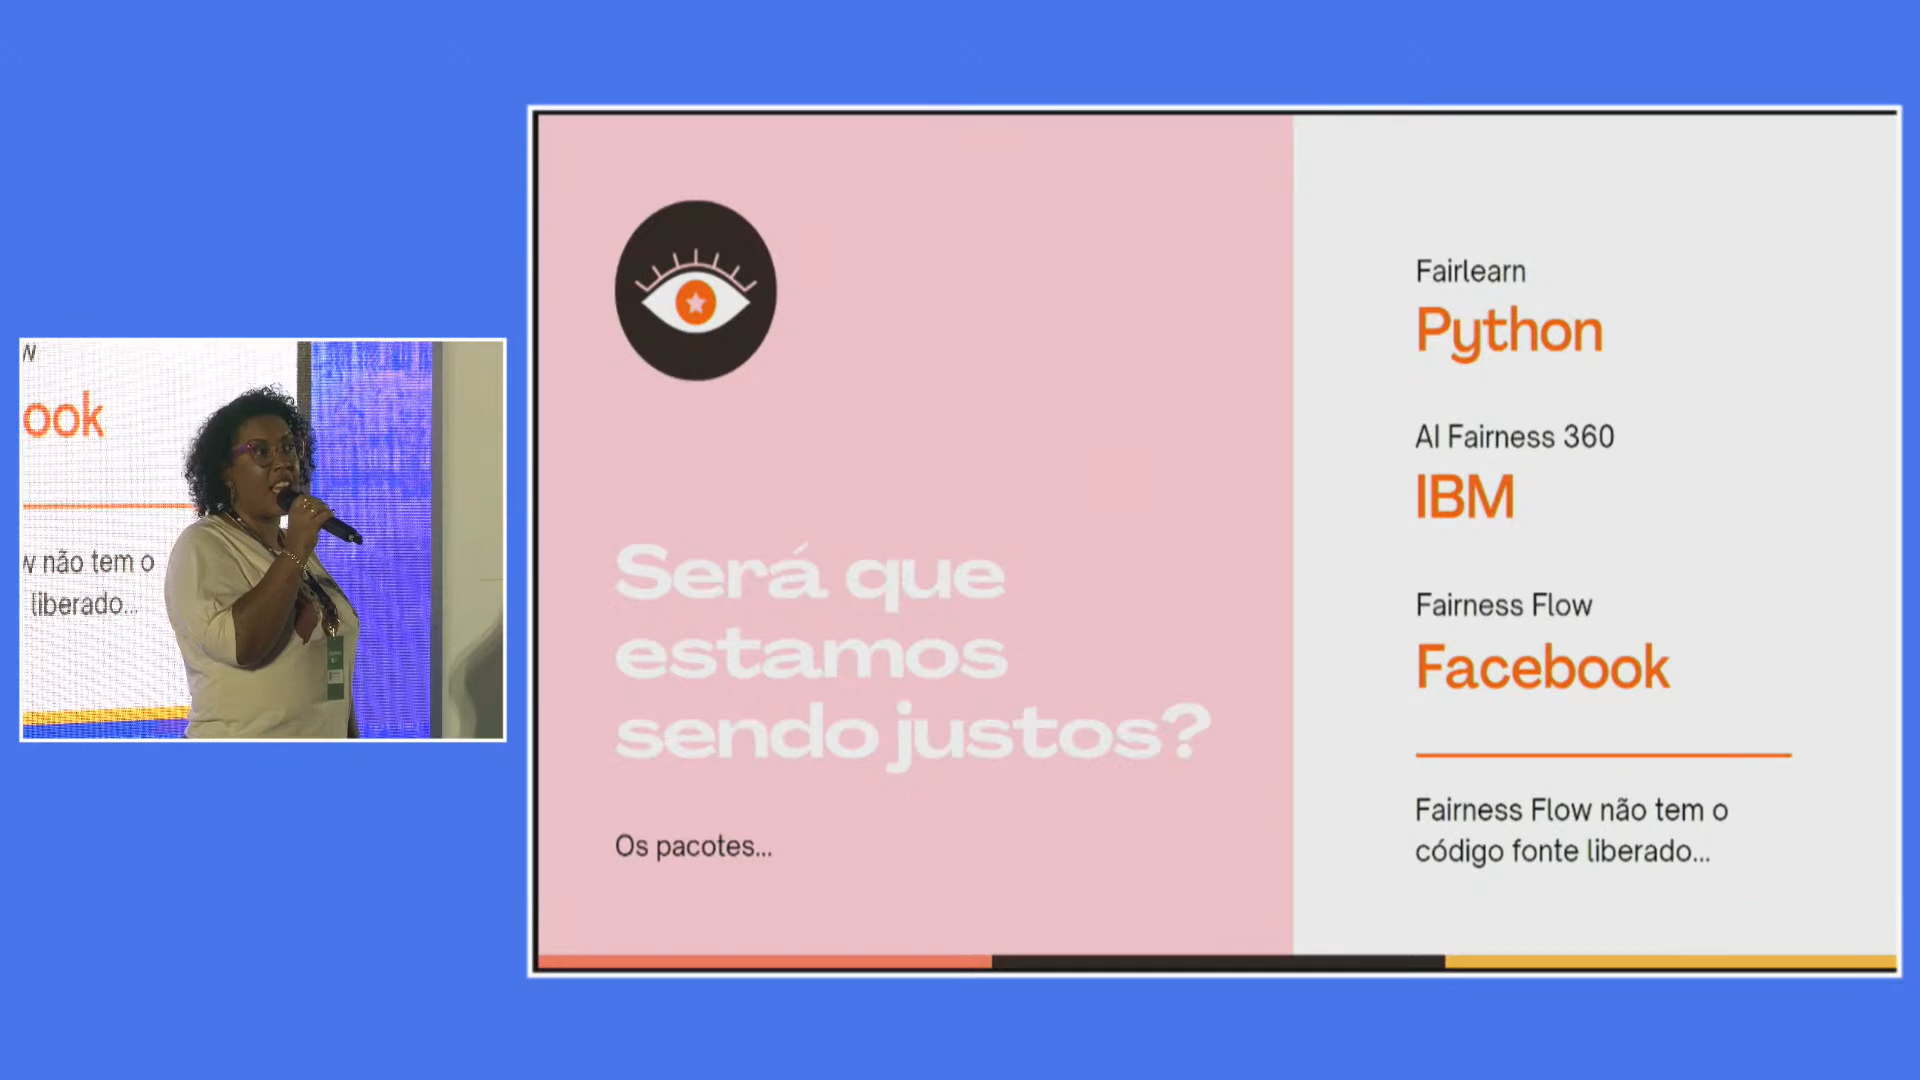 w
ook
w não tem o
liberado...
Será que
estamos
sendo justos?
Os pacotes...
Fairlearn
Python
AI Fairness 360
IBM
Fairness Flow
Facebook
Fairness Flow não tem o
código fonte liberado...